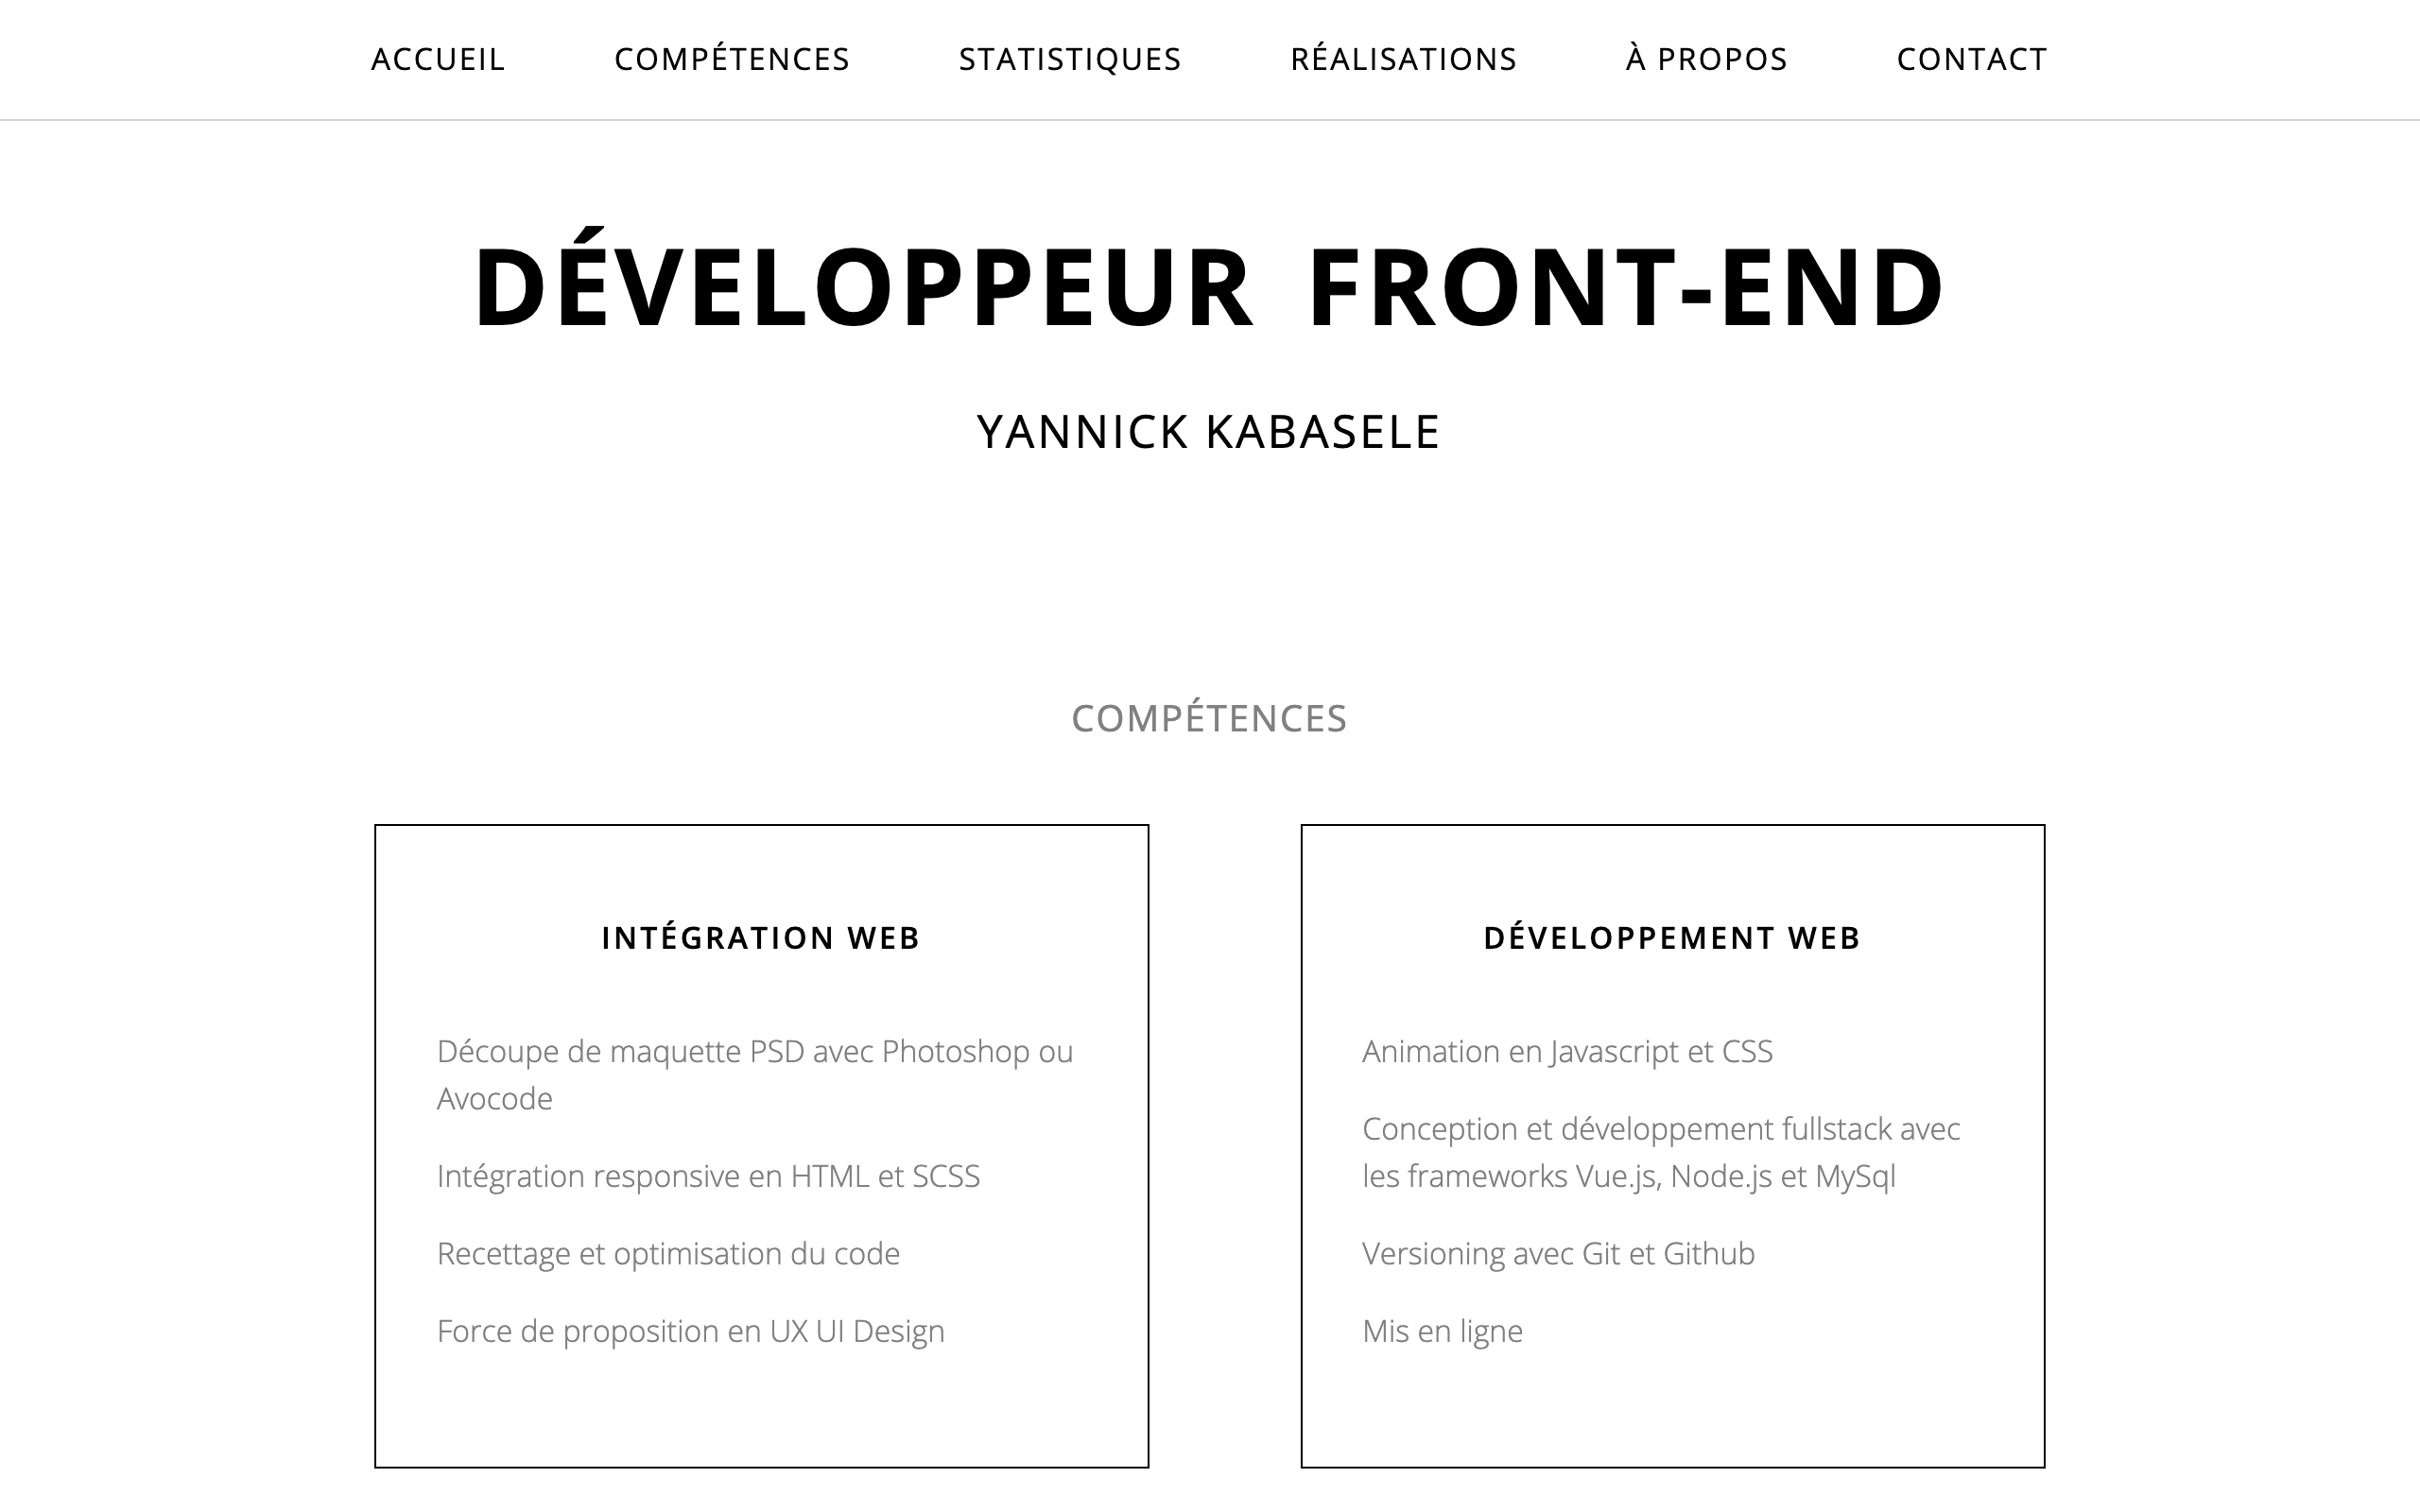 ACCUEIL COMPÉTENCES STATISTIQUES RÉALISATIONS À PROPOS CONTACT
DÉVELOPPEUR FRONT-END
YANNICK KABASELE
COMPÉTENCES
INTÉGRATION WEB
Découpe de maquette PSD avec Photoshop ou
Avocode
Intégration responsive en HTML et SCSS
Recettage et optimisation du code
Force de proposition en UX UI Design
DÉVELOPPEMENT WEB
Animation en Javascript et CSS
Conception et développement fullstack avec
les frameworks Vue.js, Node.js et MySql
Versioning avec Git et Github
Mis en ligne